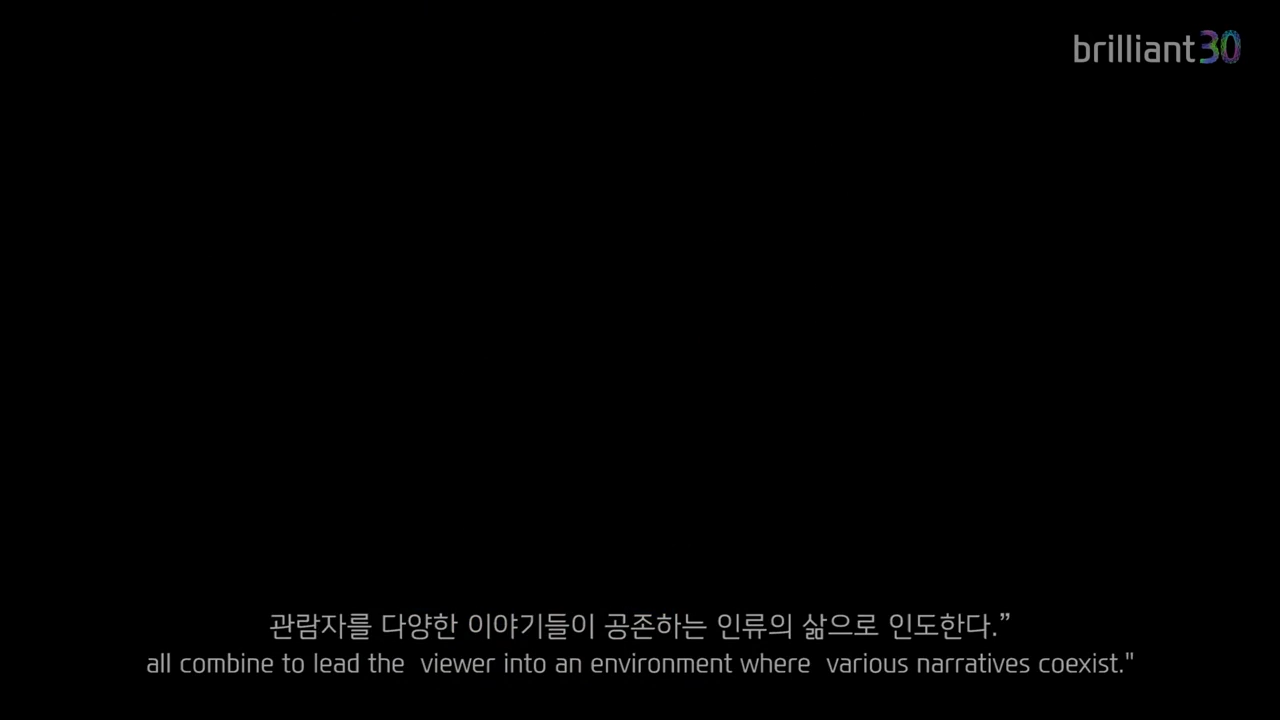 brilliant30
관람자를 다양한 이야기들이 공존하는 인류의 삶으로 인도한다.”
all combine to lead the  viewer into an environment where  various narratives coexist."